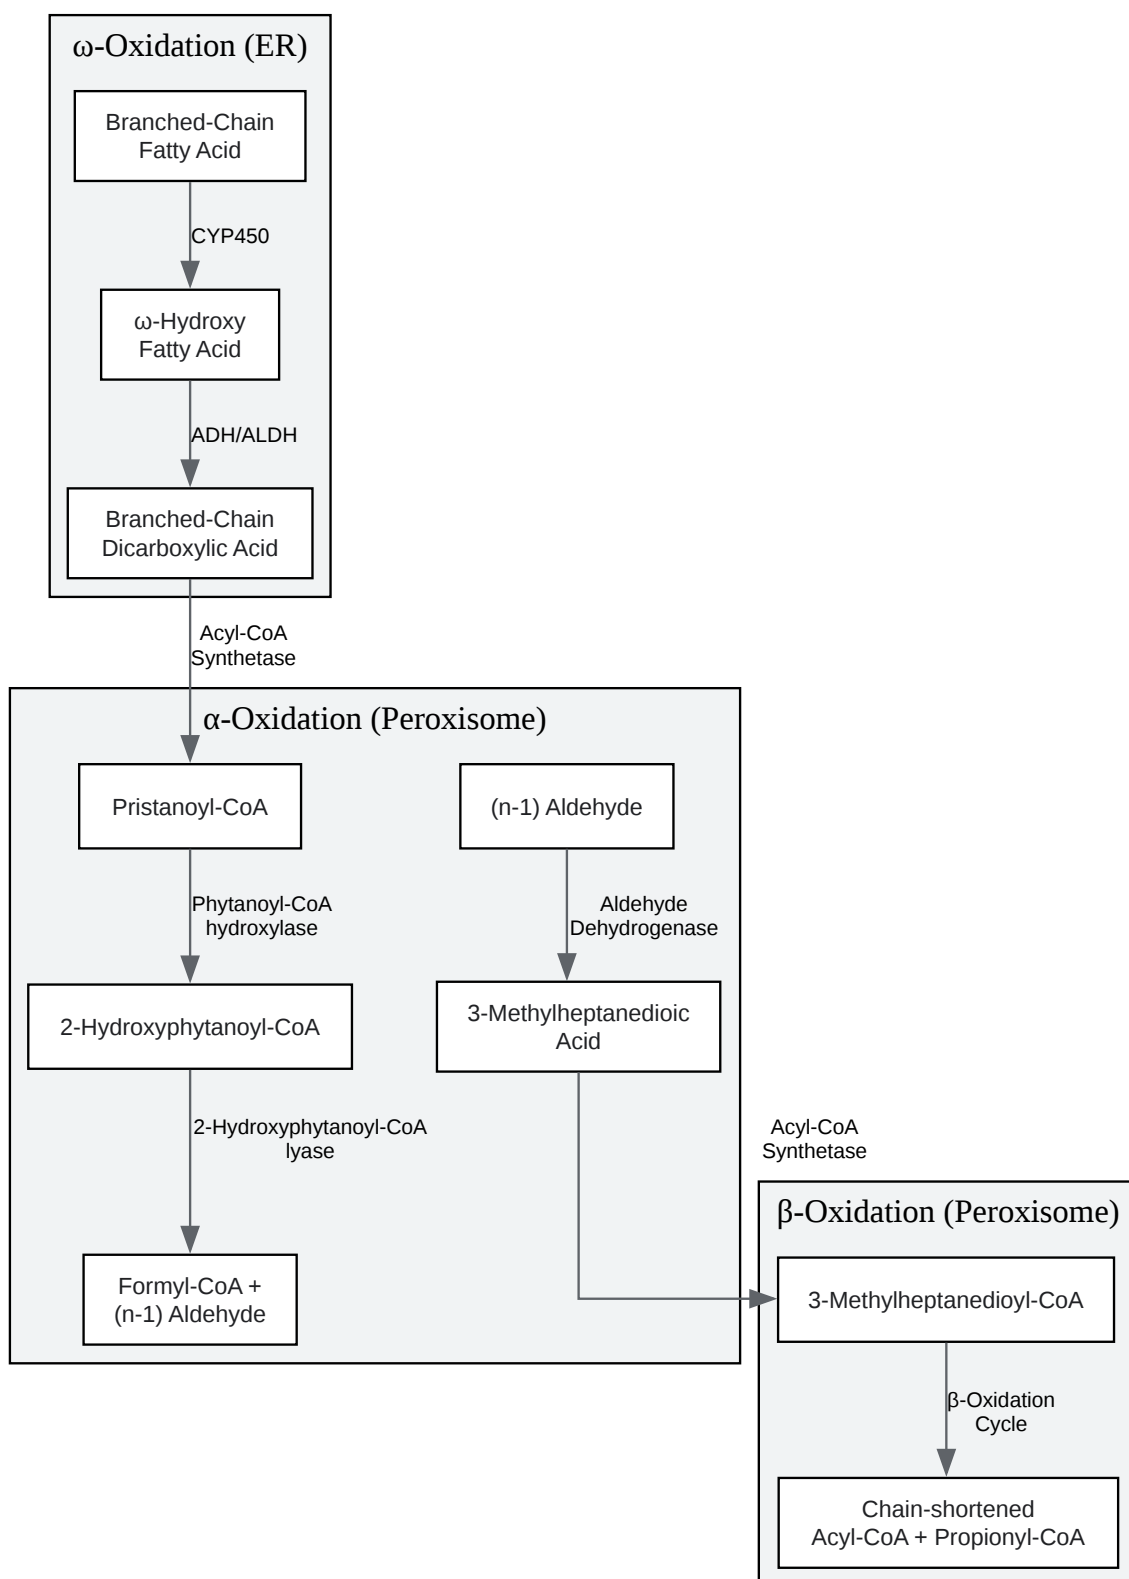 ω-Oxidation (ER)
Branched-Chain
Fatty Acid
CYP450
ω-Hydroxy
Fatty Acid
ADH/ALDH
Branched-Chain
Dicarboxylic Acid
Acyl-CoA
Synthetase
α-Oxidation (Peroxisome)
Pristanoyl-CoA
Phytanoyl-CoA
hydroxylase
2-Hydroxyphytanoyl-CoA
2-Hydroxyphytanoyl-CoA
lyase
Formyl-CoA +
(n-1) Aldehyde
(n-1) Aldehyde
Aldehyde
Dehydrogenase
3-Methylheptanedioic
Acid
Acyl-CoA
Synthetase
β-Oxidation (Peroxisome)
3-Methylheptanedioyl-CoA
β-Oxidation
Cycle
Chain-shortened
Acyl-CoA + Propionyl-CoA